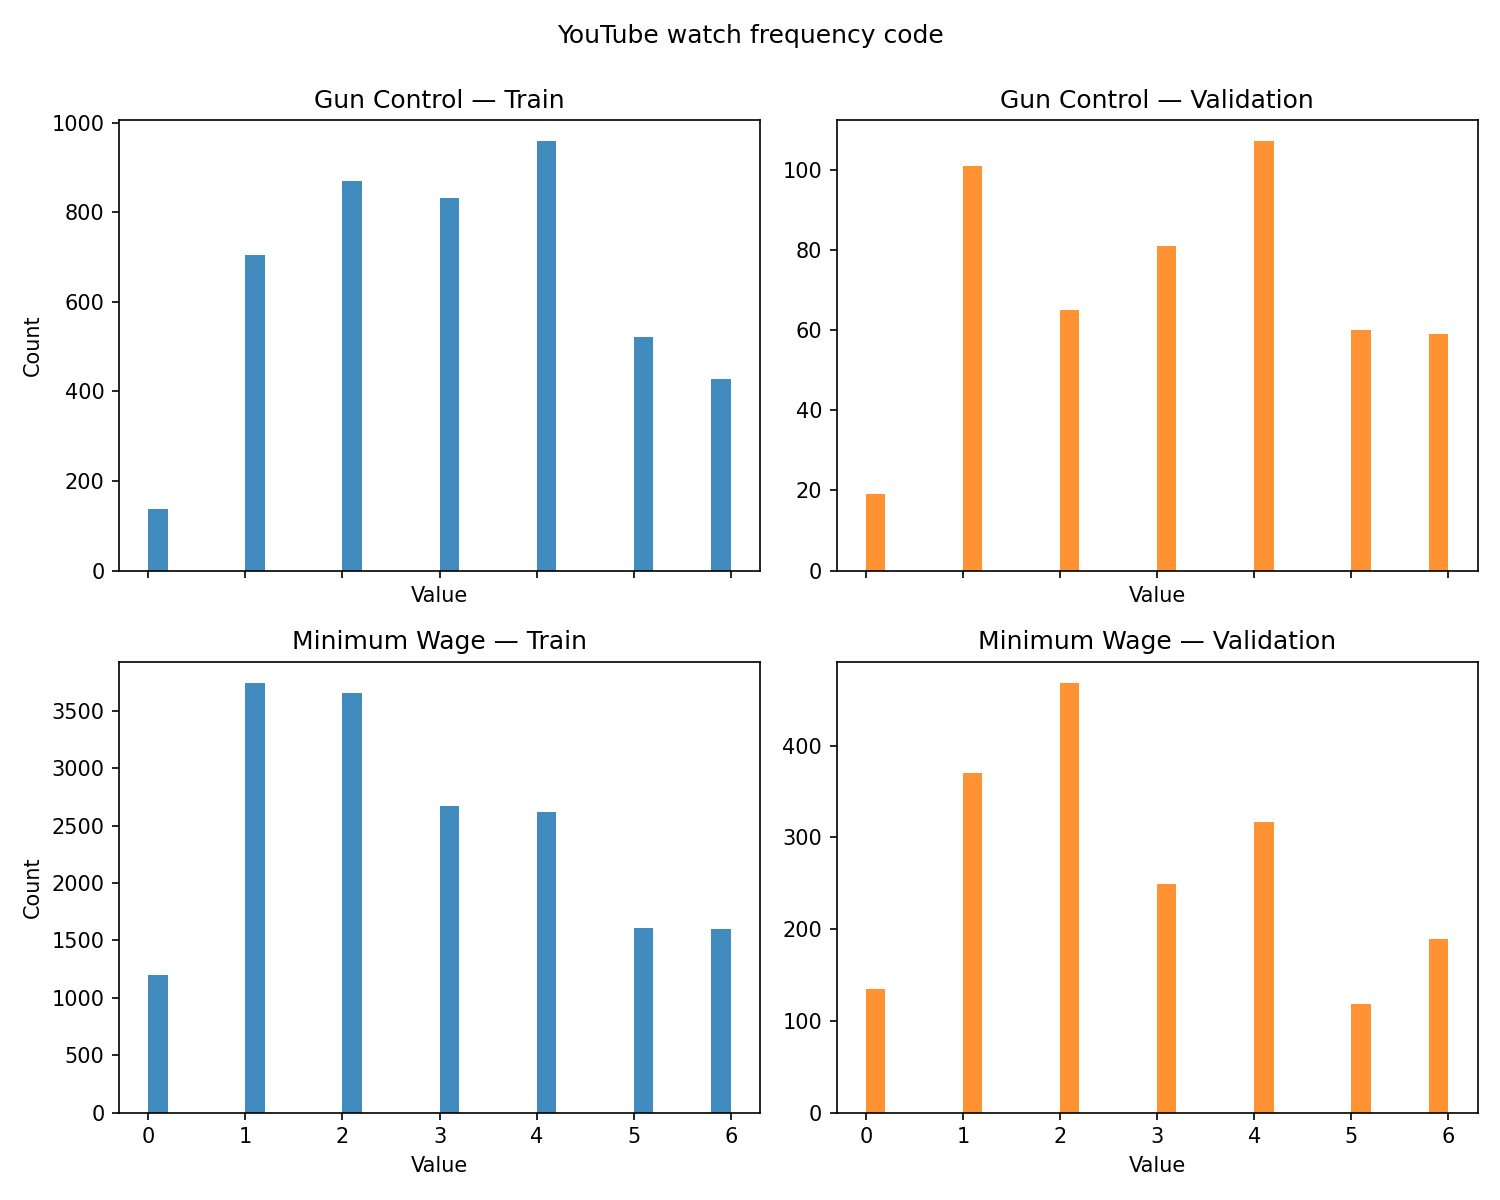 YouTube watch frequency code
Gun Control — Train
Gun Control — Validation
1000
800
600
400
200
0
Count
Value
100
80
60
40
20
0
Value
Minimum Wage — Train
Minimum Wage — Validation
3500
3000
2500
2000
1500
1000
500
0
Count
0 1 2 3 4 5 6
Value
400
300
200
100
0
0 1 2 3 4 5 6
Value